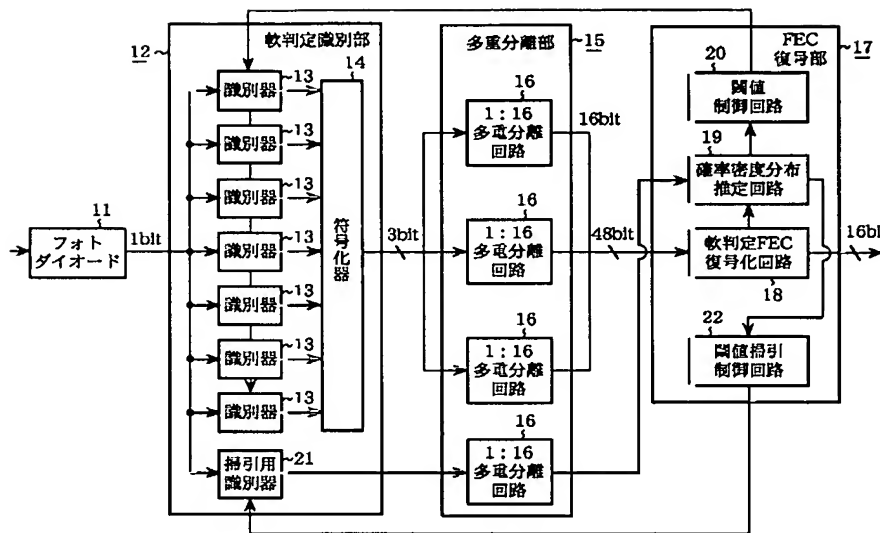 12
軟判定識別部
13
識別器
13
識別器
13
識別器
13
識別器
13
識別器
13
識別器
13
識別器
21
掃引用
識別器
14
符号化器
11
フォト
ダイオード
1bit
3bit
多重分離部
15
16
1:16
多重分離
回路
16bit
16
1:16
多重分離
回路
48bit
16
1:16
多重分離
回路
16
1:16
多重分離
回路
FEC
復号部
17
20
閾値
制御回路
19
確率密度分布
推定回路
軟判定FEC
復号化回路
18
16bi
22
閾値掃引
制御回路